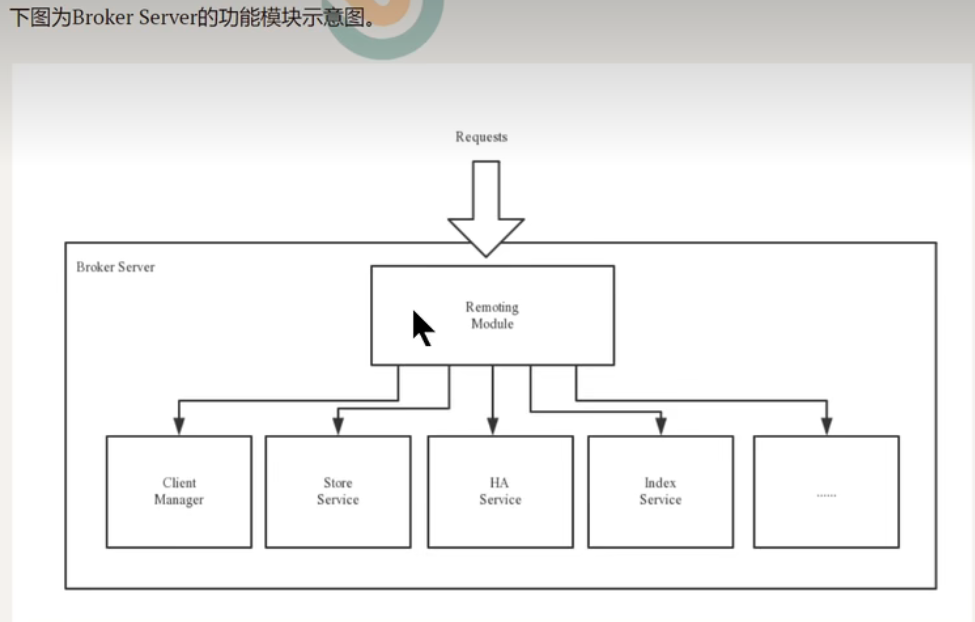 下图为Broker Server的功能模块示意图。
Requests
Broker Server
Remoting
Module
Client
Manager
Store
Service
HA
Service
Index
Service
......